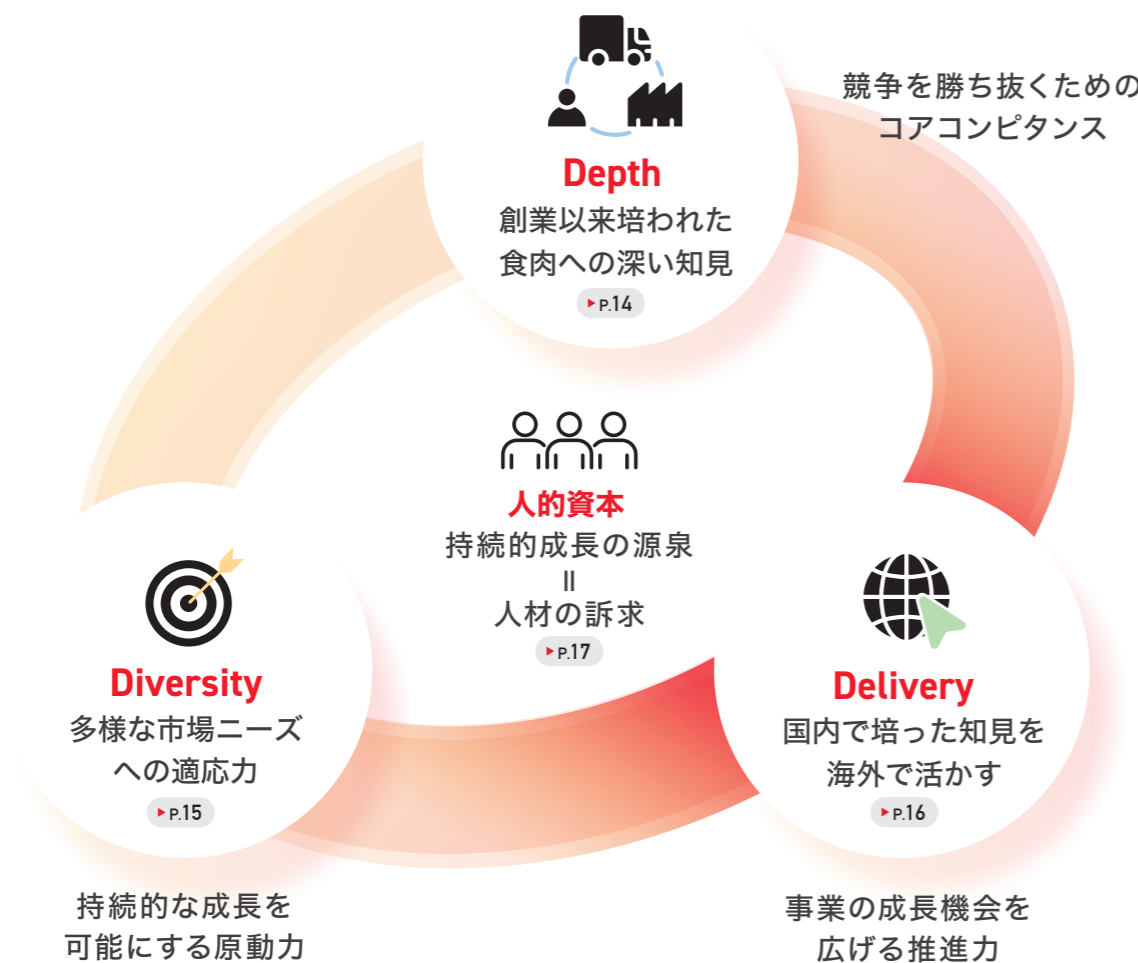 競争を勝ち抜くための
コアコンピタンス
Depth
創業以来培われた
食肉への深い知見
▶P.14
人的資本
持続的成長の源泉
＝
人材の訴求
▶P.17
Diversity
多様な市場ニーズ
への適応力
▶P.15
持続的な成長を
可能にする原動力
Delivery
国内で培った知見を
海外で活かす
▶P.16
事業の成長機会を
広げる推進力